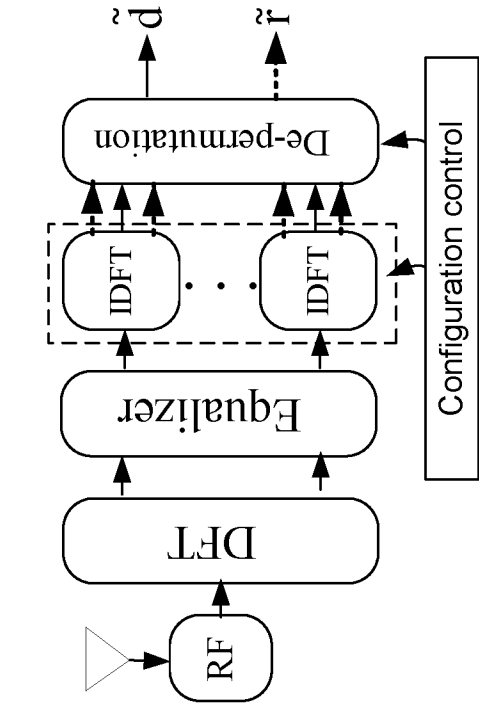 d̃
r̃
De-permutation
Configuration control
IDFT
. . .
IDFT
Equalizer
DFT
RF